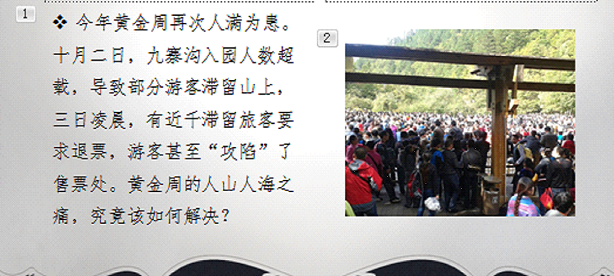 1
❖ 今年黄金周再次人满为患。
十月二日，九寨沟入园人数超
载，导致部分游客滞留山上，
三日凌晨，有近千滞留旅客要
求退票，游客甚至“攻陷”了
售票处。黄金周的人山人海之
痛，究竟该如何解决？
2